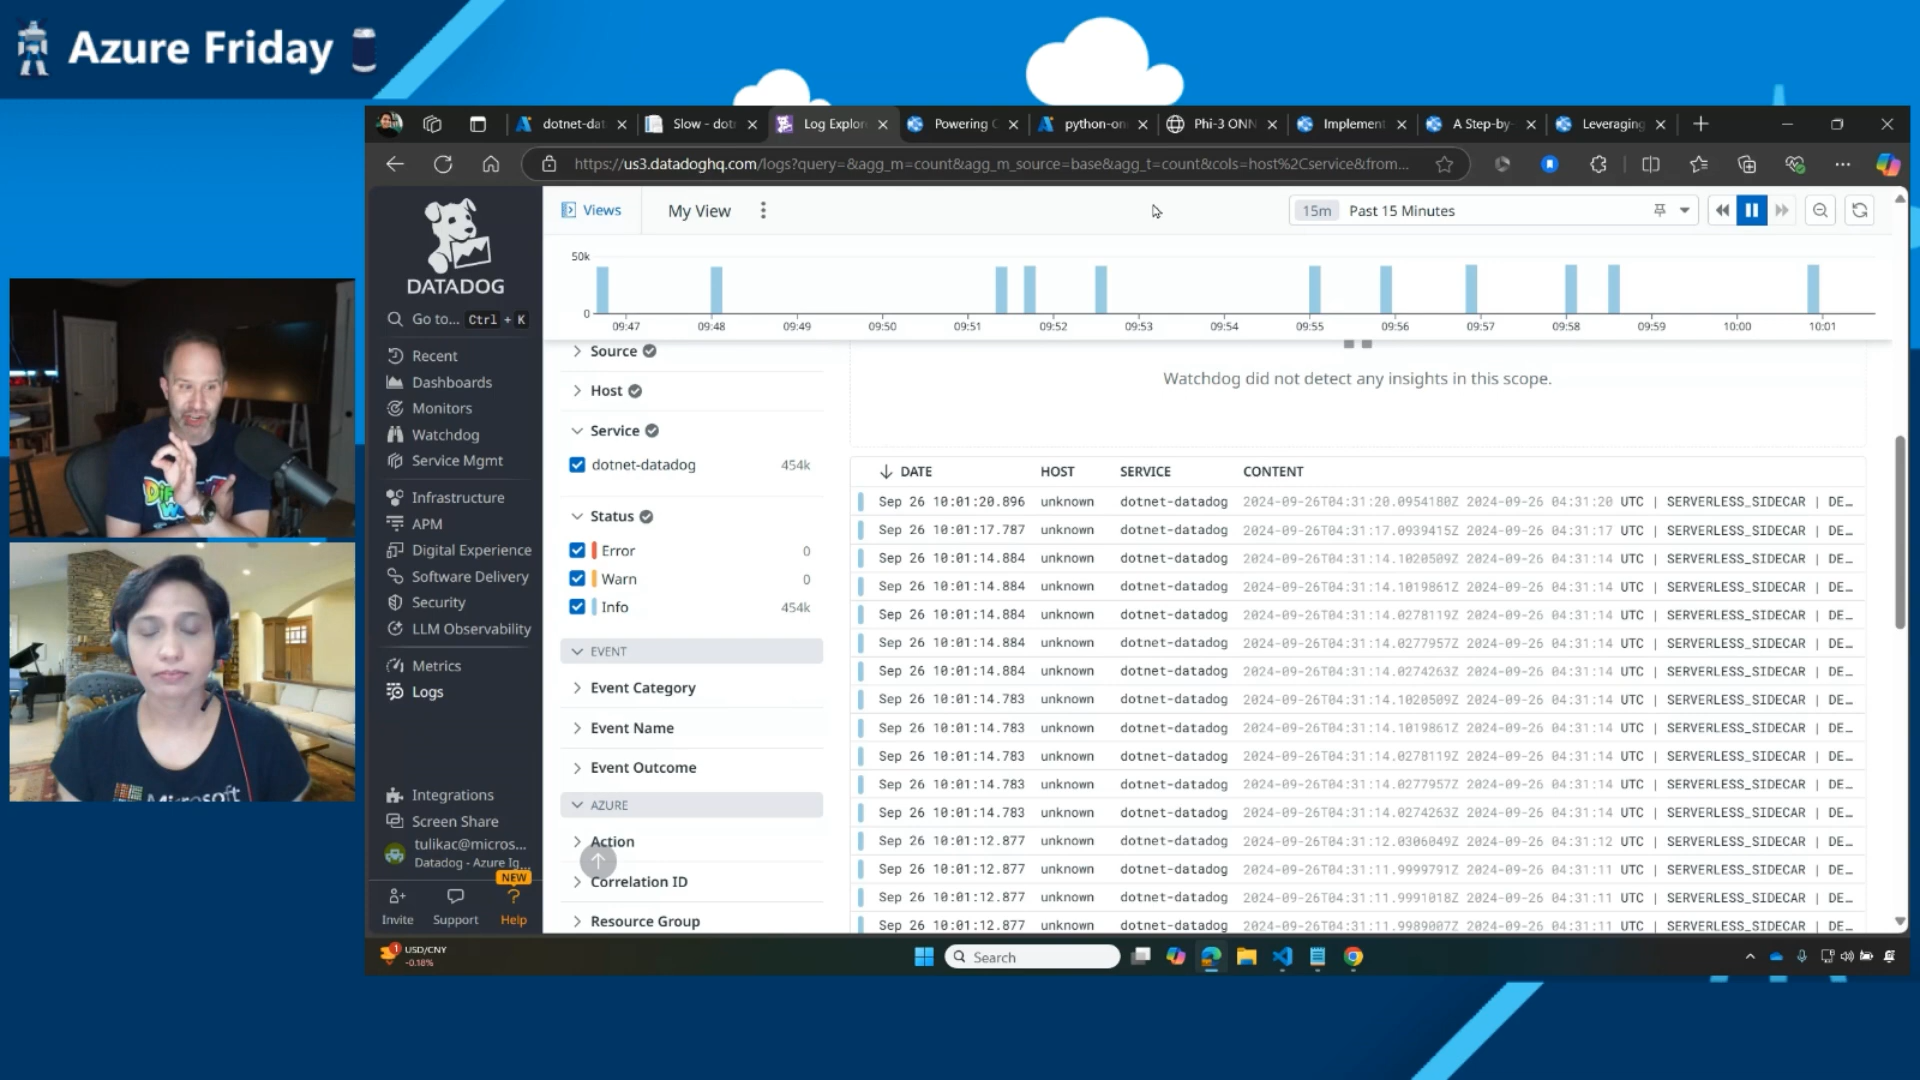 Azure Friday
dotnet-dat
Slow - dot
Log Explor
Powering C
python-on
Phi-3 ONN
Implement
A Step-by-
Leveraging
https://us3.datadoghq.com/logs?query=&agg_m=count&agg_m_source=base&agg_t=count&cols=host%2Cservice&from...
DATADOG
Go to... Ctrl + K
Recent
Dashboards
Monitors
Watchdog
Service Mgmt
Infrastructure
APM
Digital Experience
Software Delivery
Security
LLM Observability
Metrics
Logs
Integrations
Screen Share
tulikac@micros...
Datadog - Azure Ig...
NEW
Invite
Support
Help
Views
My View
15m Past 15 Minutes
50k
0
09:47 09:48 09:49 09:50 09:51 09:52 09:53 09:54 09:55 09:56 09:57 09:58 09:59 10:00 10:01
Source
Host
Service
dotnet-datadog 454k
Status
Error 0
Warn 0
Info 454k
EVENT
Event Category
Event Name
Event Outcome
AZURE
Action
Correlation ID
Resource Group
Watchdog did not detect any insights in this scope.
DATE HOST SERVICE CONTENT
Sep 26 10:01:20.896 unknown dotnet-datadog 2024-09-26T04:31:20.0954180Z 2024-09-26 04:31:20 UTC | SERVERLESS_SIDECAR | DE...
Sep 26 10:01:17.787 unknown dotnet-datadog 2024-09-26T04:31:17.0939415Z 2024-09-26 04:31:17 UTC | SERVERLESS_SIDECAR | DE...
Sep 26 10:01:14.884 unknown dotnet-datadog 2024-09-26T04:31:14.1020509Z 2024-09-26 04:31:14 UTC | SERVERLESS_SIDECAR | DE...
Sep 26 10:01:14.884 unknown dotnet-datadog 2024-09-26T04:31:14.1019861Z 2024-09-26 04:31:14 UTC | SERVERLESS_SIDECAR | DE...
Sep 26 10:01:14.884 unknown dotnet-datadog 2024-09-26T04:31:14.0278119Z 2024-09-26 04:31:14 UTC | SERVERLESS_SIDECAR | DE...
Sep 26 10:01:14.884 unknown dotnet-datadog 2024-09-26T04:31:14.0277957Z 2024-09-26 04:31:14 UTC | SERVERLESS_SIDECAR | DE...
Sep 26 10:01:14.884 unknown dotnet-datadog 2024-09-26T04:31:14.0274263Z 2024-09-26 04:31:14 UTC | SERVERLESS_SIDECAR | DE...
Sep 26 10:01:14.783 unknown dotnet-datadog 2024-09-26T04:31:14.1020509Z 2024-09-26 04:31:14 UTC | SERVERLESS_SIDECAR | DE...
Sep 26 10:01:14.783 unknown dotnet-datadog 2024-09-26T04:31:14.1019861Z 2024-09-26 04:31:14 UTC | SERVERLESS_SIDECAR | DE...
Sep 26 10:01:14.783 unknown dotnet-datadog 2024-09-26T04:31:14.0278119Z 2024-09-26 04:31:14 UTC | SERVERLESS_SIDECAR | DE...
Sep 26 10:01:14.783 unknown dotnet-datadog 2024-09-26T04:31:14.0277957Z 2024-09-26 04:31:14 UTC | SERVERLESS_SIDECAR | DE...
Sep 26 10:01:14.783 unknown dotnet-datadog 2024-09-26T04:31:14.0274263Z 2024-09-26 04:31:14 UTC | SERVERLESS_SIDECAR | DE...
Sep 26 10:01:12.877 unknown dotnet-datadog 2024-09-26T04:31:12.0306049Z 2024-09-26 04:31:12 UTC | SERVERLESS_SIDECAR | DE...
Sep 26 10:01:12.877 unknown dotnet-datadog 2024-09-26T04:31:11.9999791Z 2024-09-26 04:31:11 UTC | SERVERLESS_SIDECAR | DE...
Sep 26 10:01:12.877 unknown dotnet-datadog 2024-09-26T04:31:11.9991018Z 2024-09-26 04:31:11 UTC | SERVERLESS_SIDECAR | DE...
Sep 26 10:01:12.877 unknown dotnet-datadog 2024-09-26T04:31:11.9989007Z 2024-09-26 04:31:11 UTC | SERVERLESS_SIDECAR | DE...
1
USD/CNY
-0.18%
Search
Microsoft